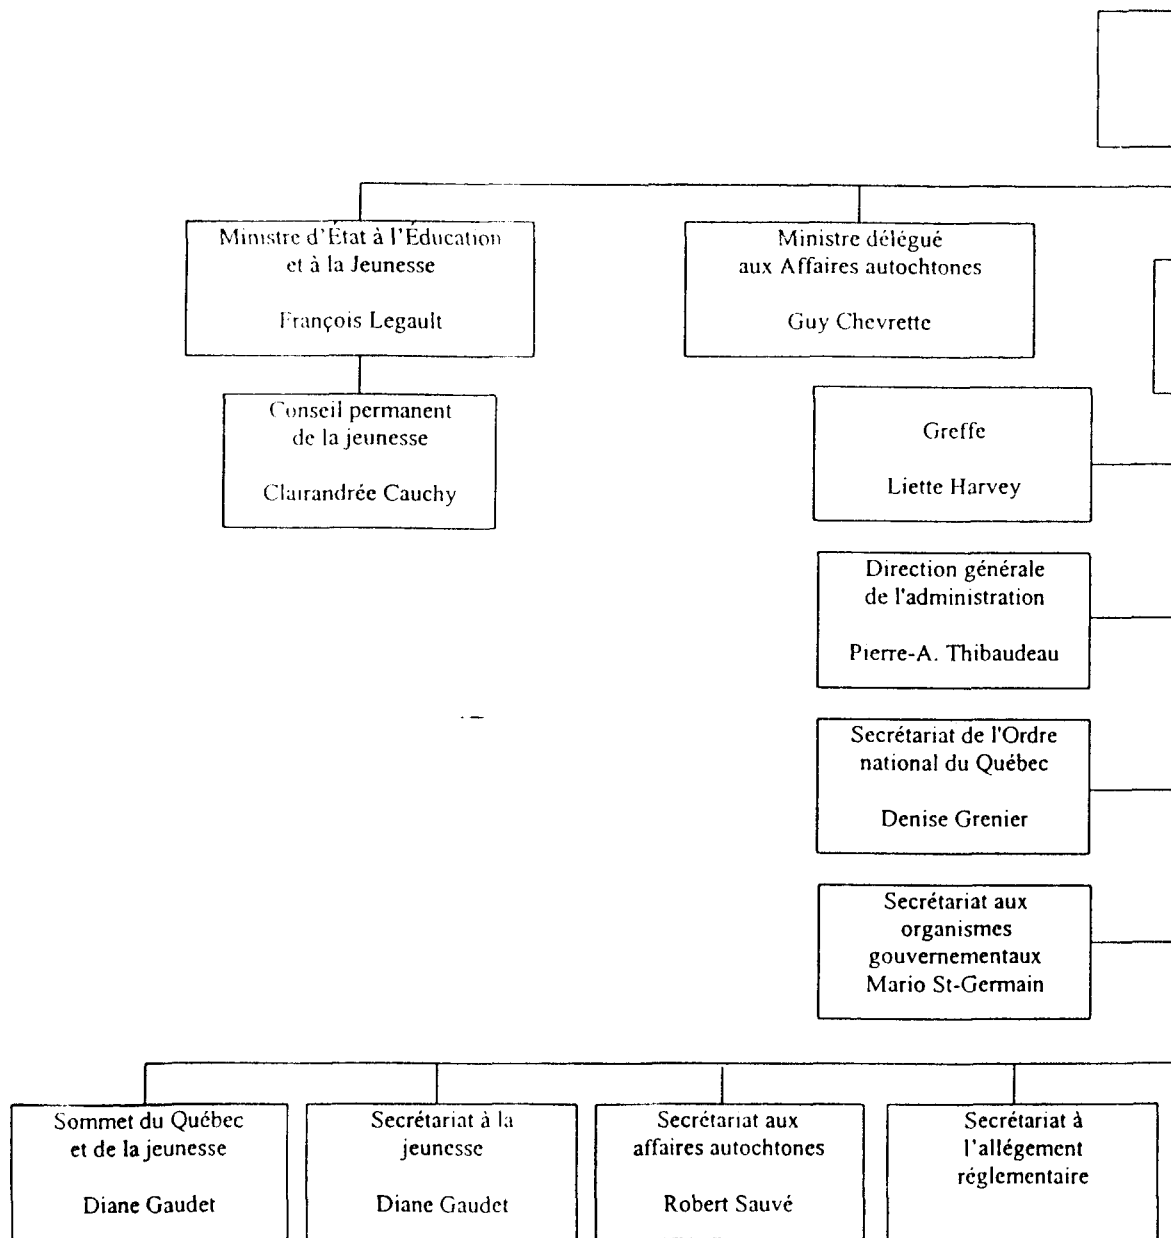 Ministre d'État à l'Éducation
et à la Jeunesse
François Legault
Ministre délégué
aux Affaires autochtones
Guy Chevrette
Conseil permanent
de la jeunesse
Clairandrée Cauchy
Greffe
Liette Harvey
Direction générale
de l'administration
Pierre-A. Thibaudeau
Secrétariat de l'Ordre
national du Québec
Denise Grenier
Secrétariat aux
organismes
gouvernementaux
Mario St-Germain
Sommet du Québec
et de la jeunesse
Diane Gaudet
Secrétariat à la
jeunesse
Diane Gaudet
Secrétariat aux
affaires autochtones
Robert Sauvé
Secrétariat à
l'allégement
réglementaire